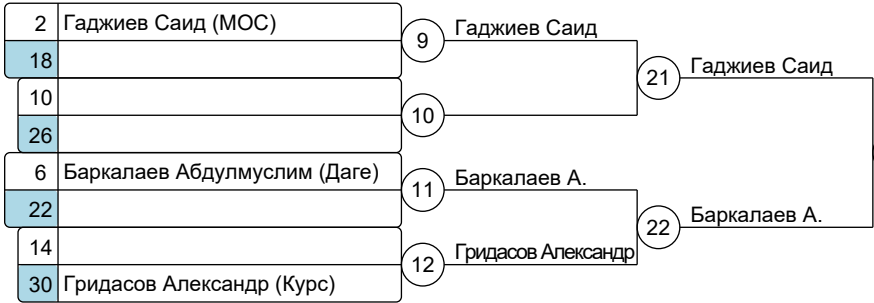 2 Гаджиев Саид (МОС)
18
10
26
6 Баркалаев Абдулмуслим (Даге)
22
14
30 Гридасов Александр (Курс)
9 Гаджиев Саид
10
11 Баркалаев А.
12 Гридасов Александр
21 Гаджиев Саид
22 Баркалаев А.